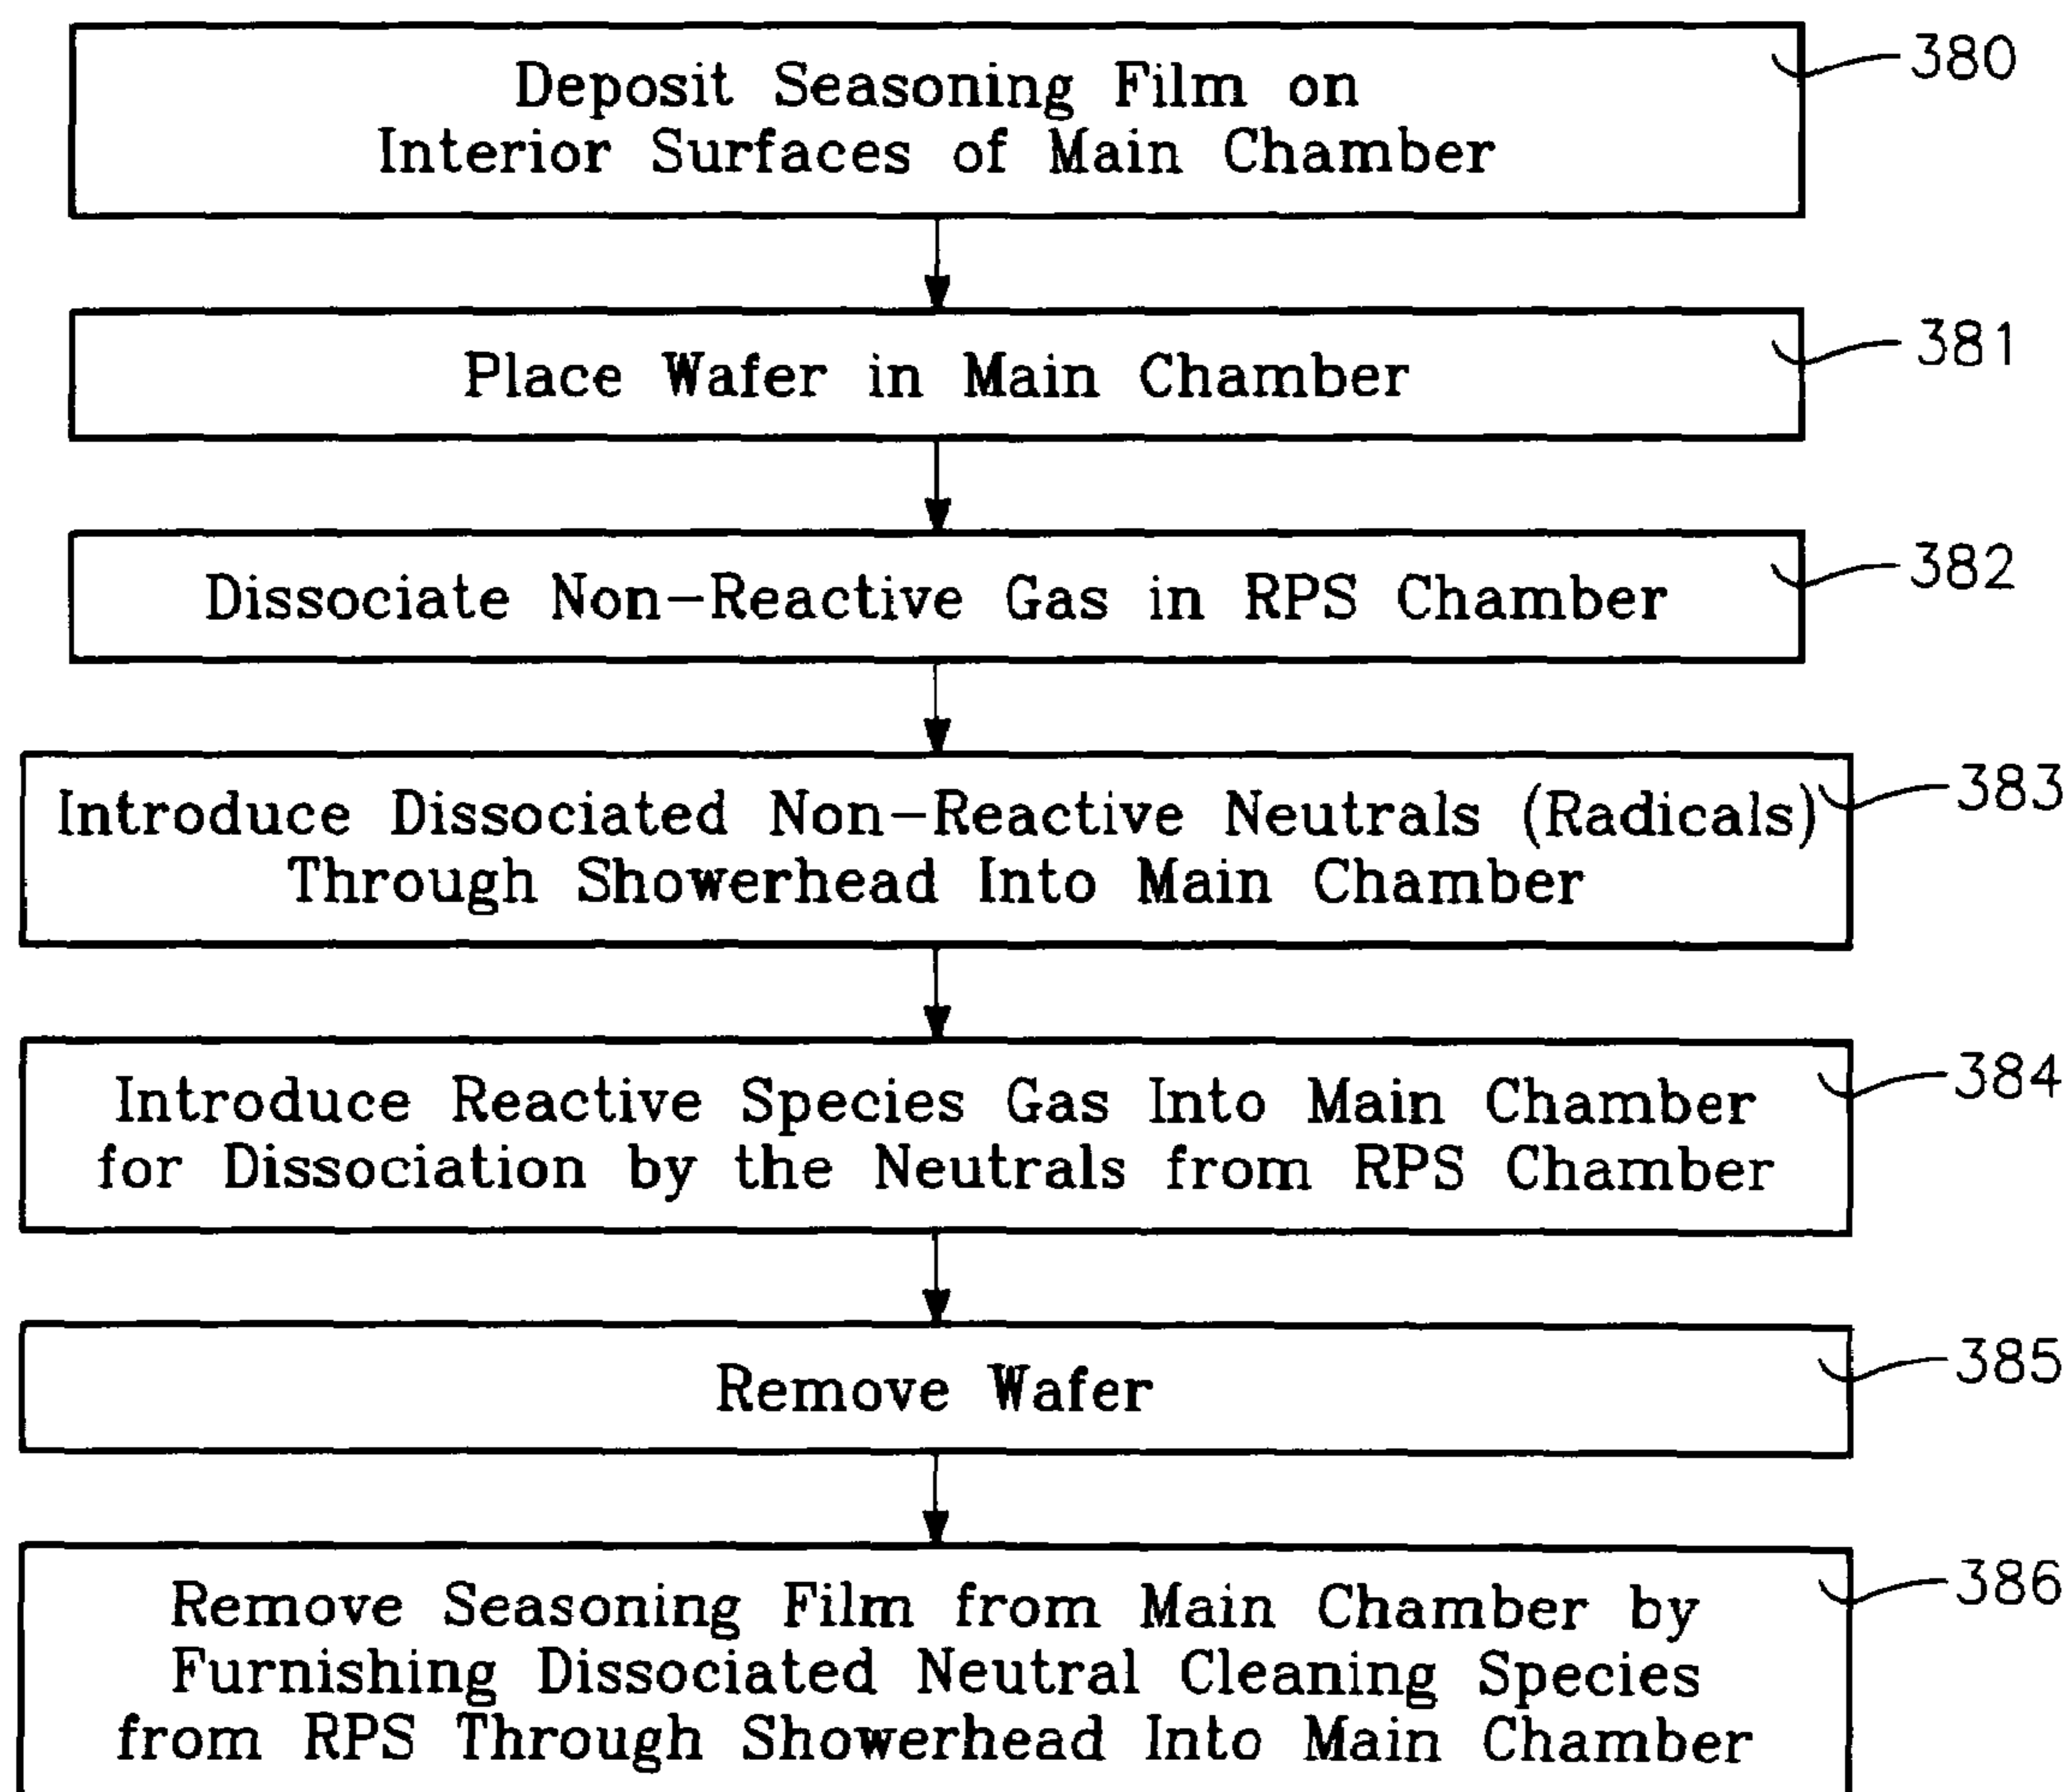 Deposit Seasoning Film on
Interior Surfaces of Main Chamber
380
Place Wafer in Main Chamber
381
Dissociate Non-Reactive Gas in RPS Chamber
382
Introduce Dissociated Non-Reactive Neutrals (Radicals)
Through Showerhead Into Main Chamber
383
Introduce Reactive Species Gas Into Main Chamber
for Dissociation by the Neutrals from RPS Chamber
384
Remove Wafer
385
Remove Seasoning Film from Main Chamber by
Furnishing Dissociated Neutral Cleaning Species
from RPS Through Showerhead Into Main Chamber
386